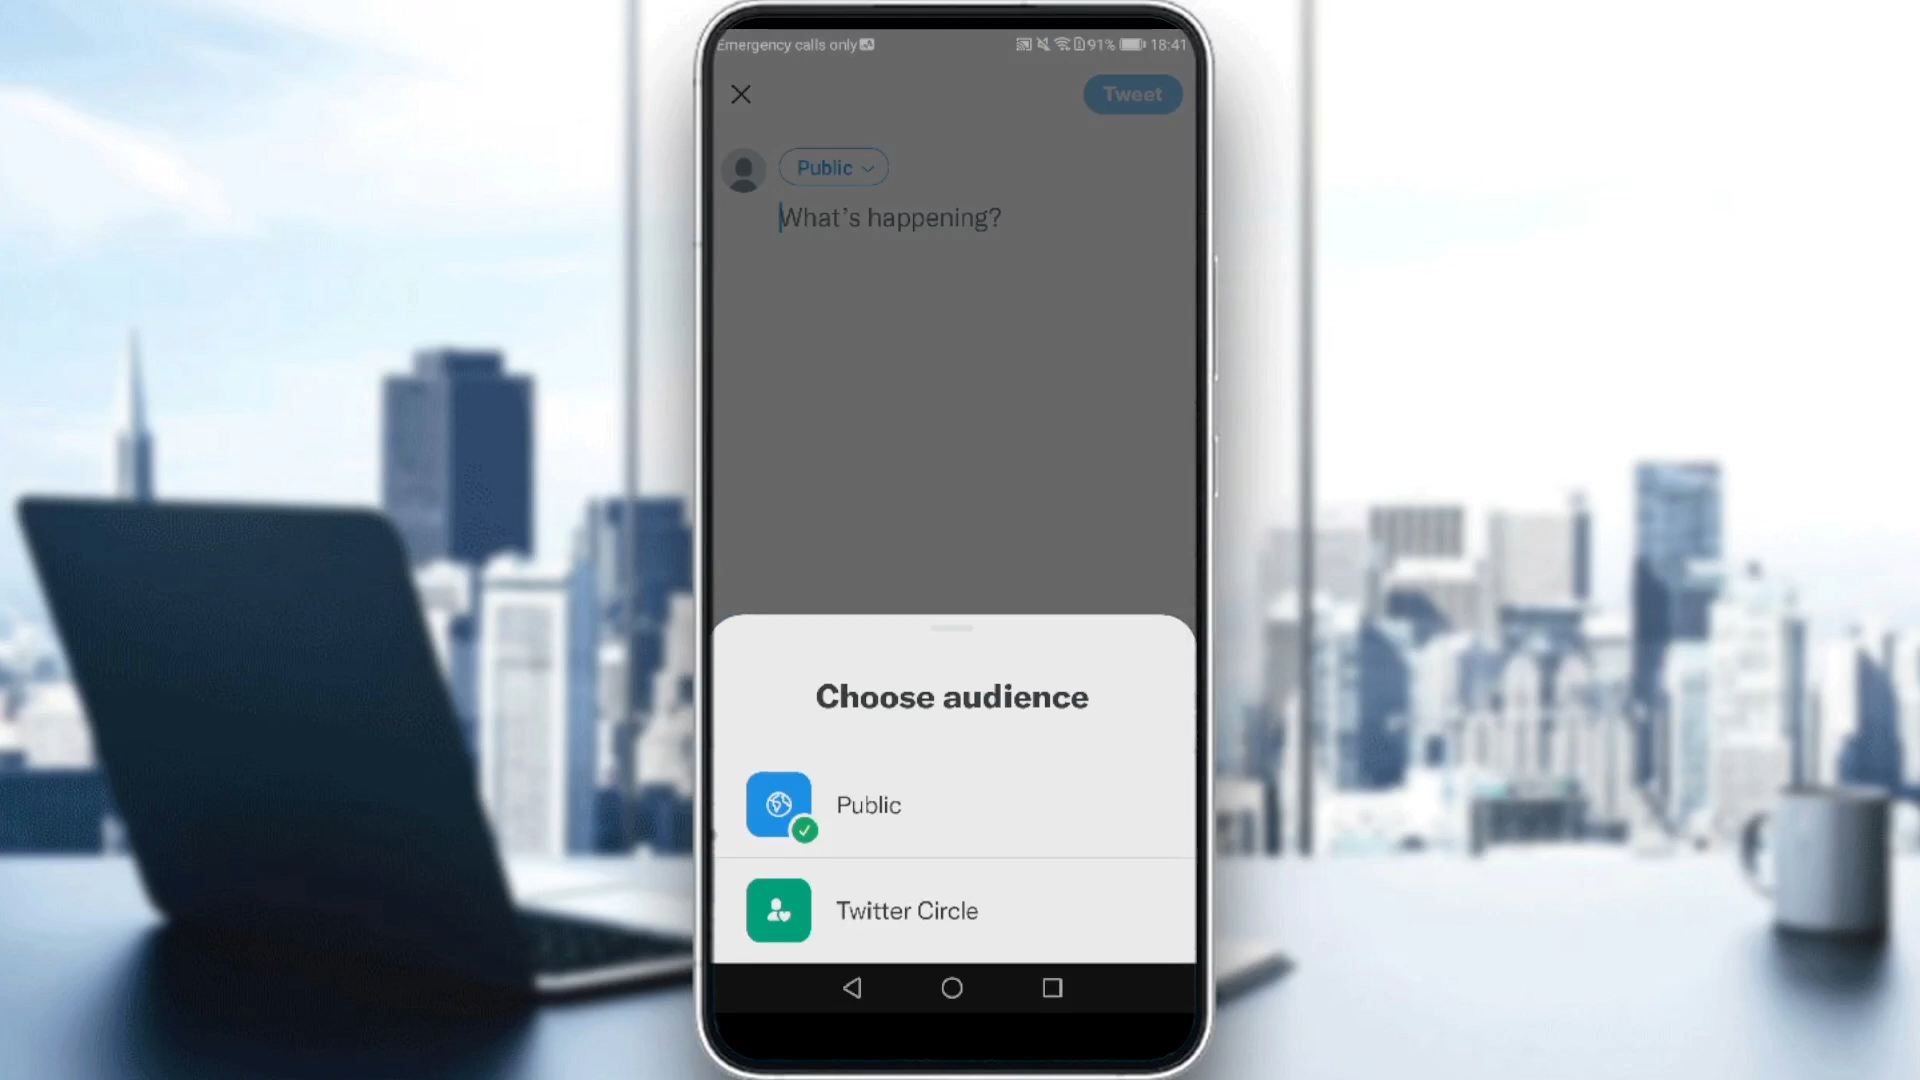 Emergency calls only
91% 18:41
Tweet
Public
What's happening?
Choose audience
Public
Twitter Circle